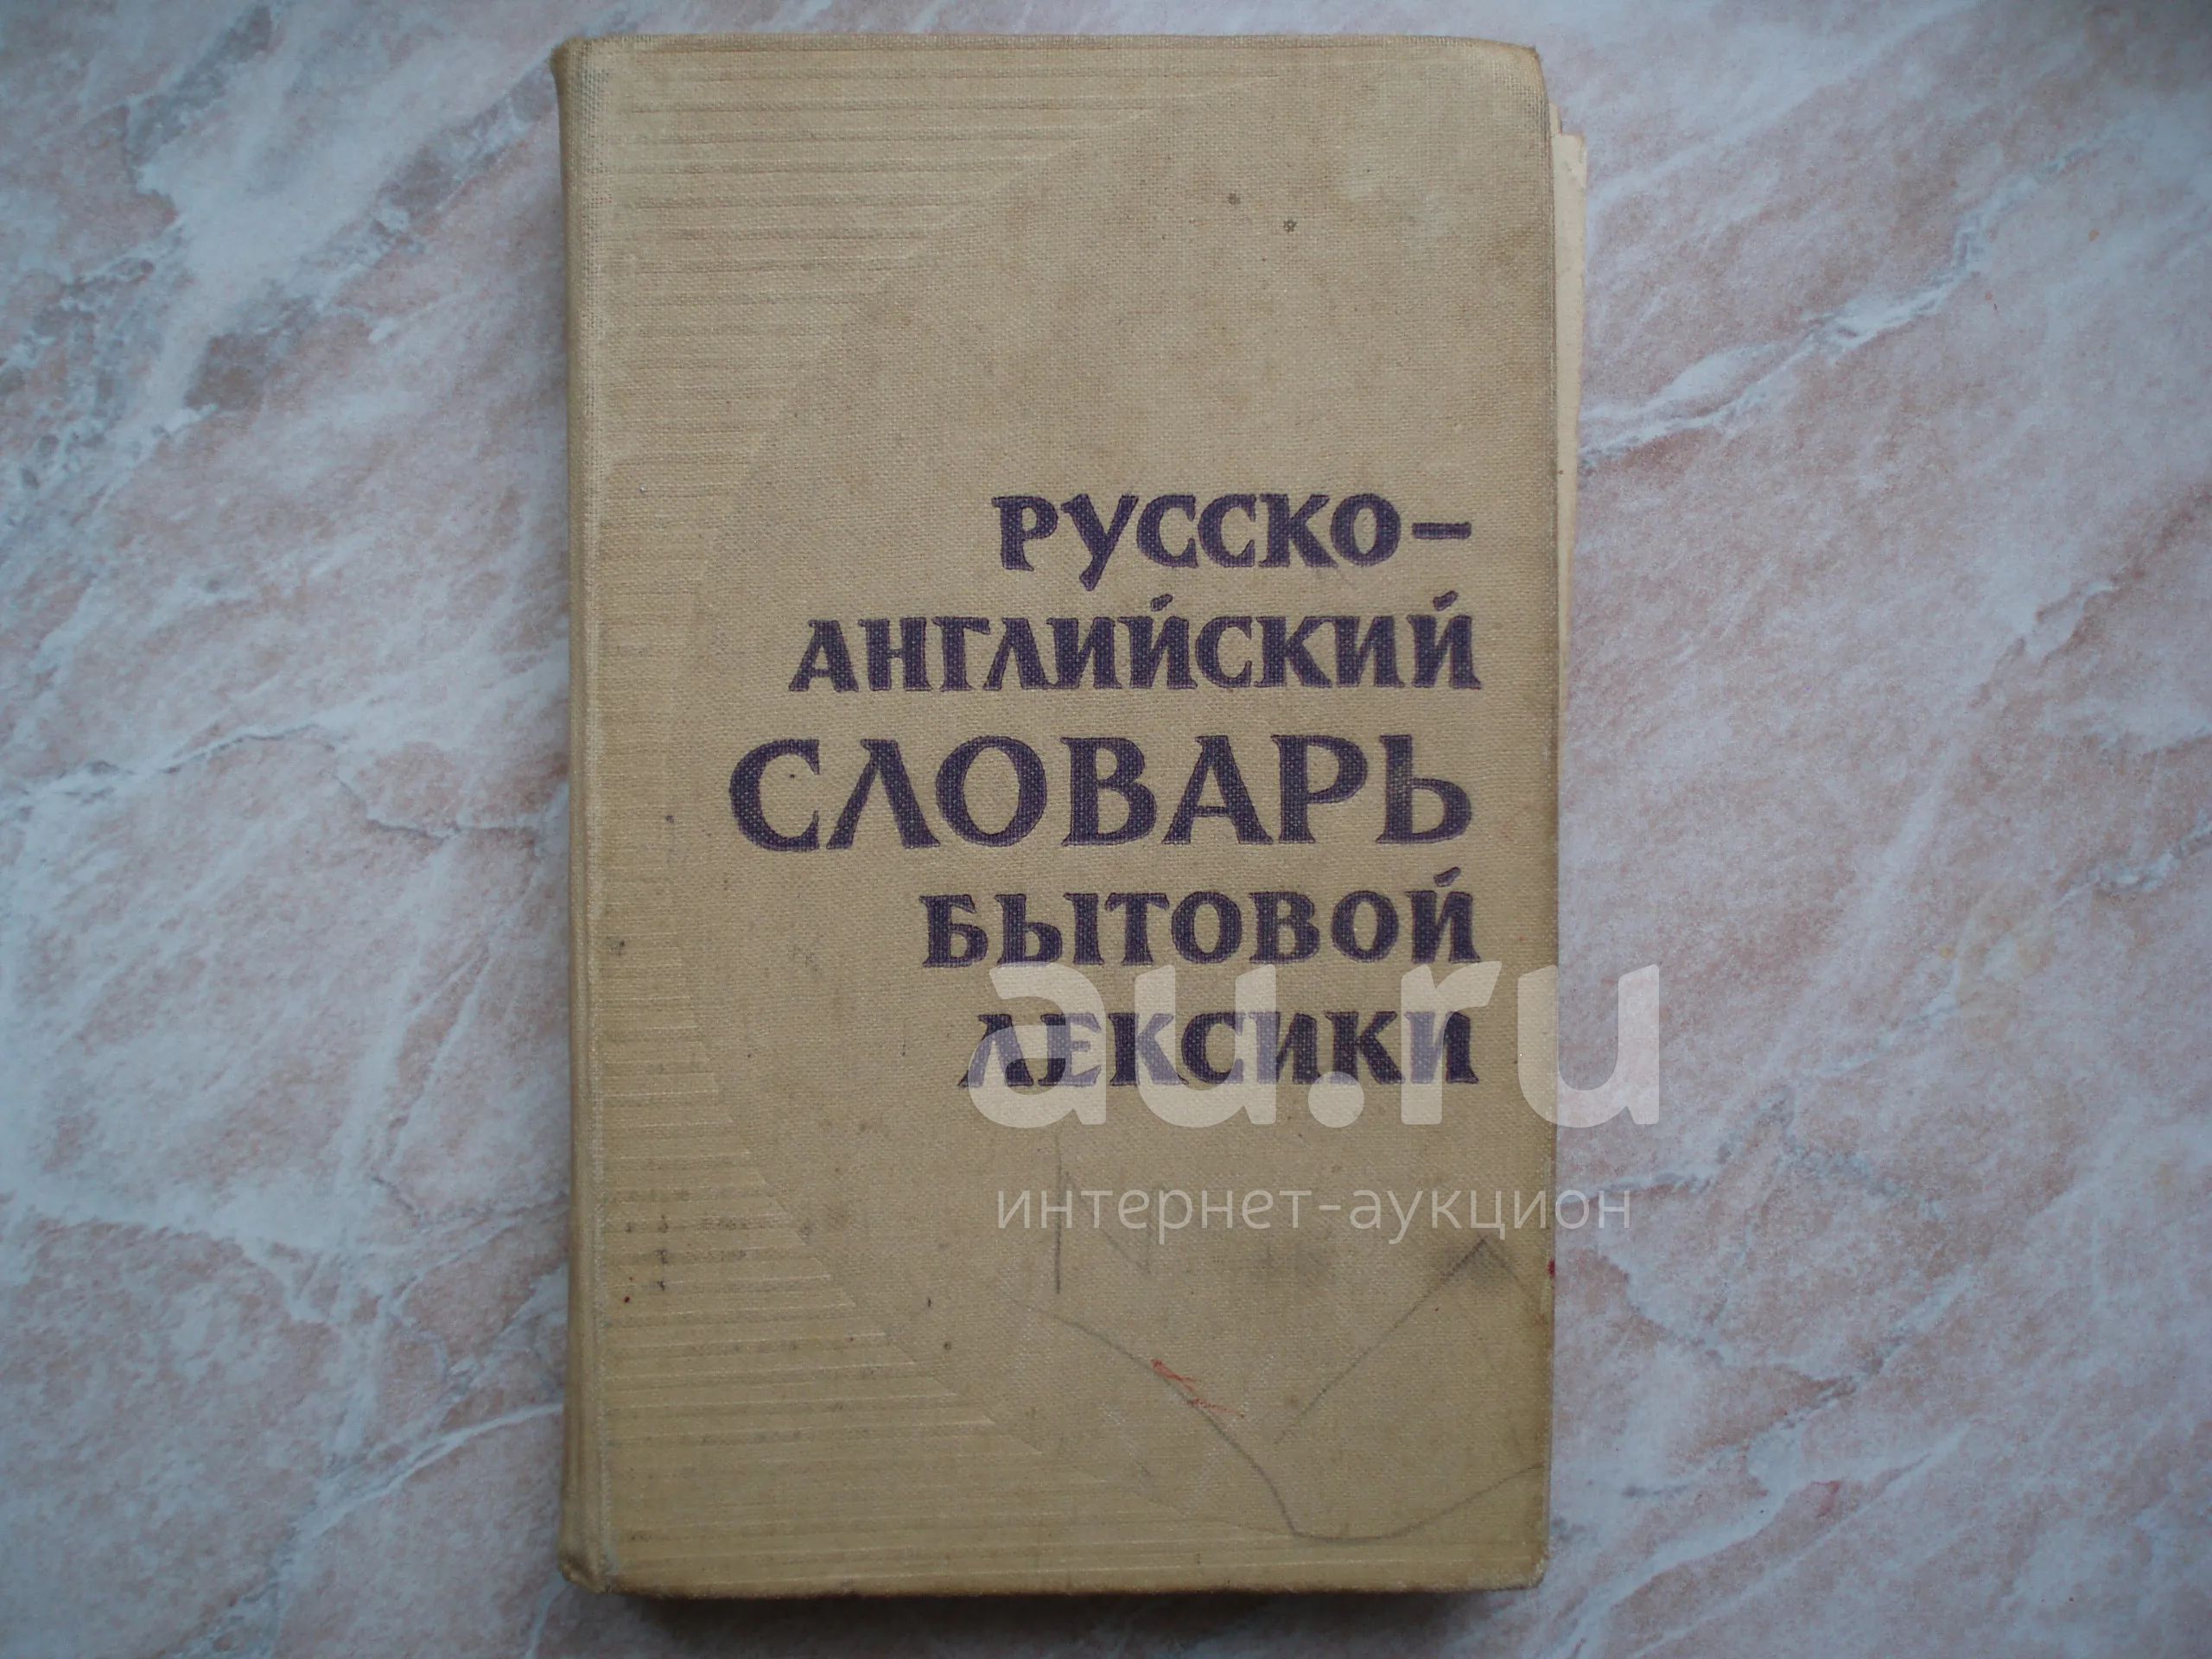 РУССКО-
АНГЛИЙСКИЙ
СЛОВАРЬ
БЫТОВОЙ
ЛЕКСИКИ
au.ru
интернет-аукцион